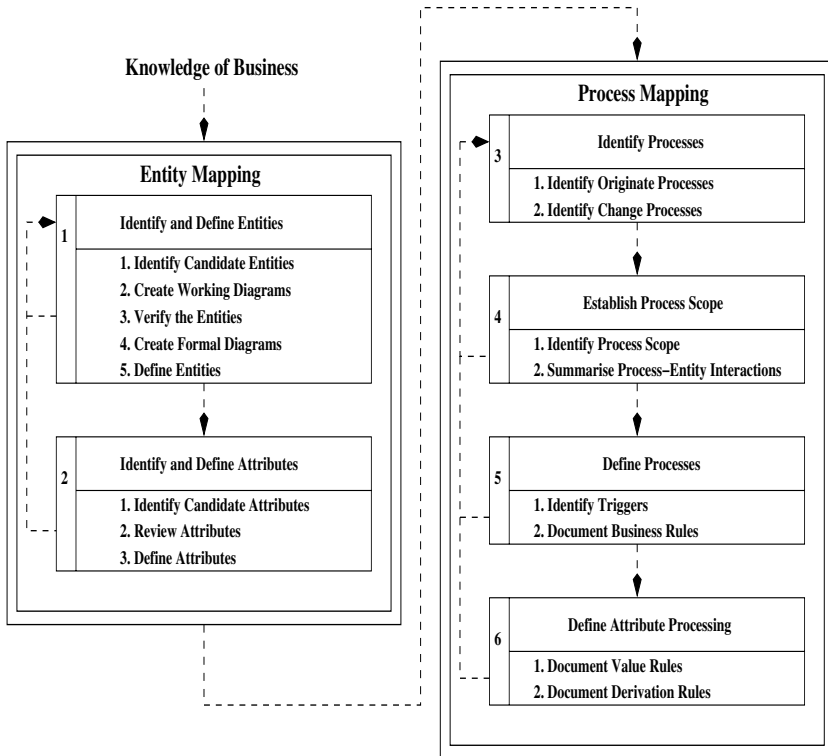 Knowledge of Business
Entity Mapping
1
Identify and Define Entities
1. Identify Candidate Entities
2. Create Working Diagrams
3. Verify the Entities
4. Create Formal Diagrams
5. Define Entities
2
Identify and Define Attributes
1. Identify Candidate Attributes
2. Review Attributes
3. Define Attributes
Process Mapping
3
Identify Processes
1. Identify Originate Processes
2. Identify Change Processes
4
Establish Process Scope
1. Identify Process Scope
2. Summarise Process–Entity Interactions
5
Define Processes
1. Identify Triggers
2. Document Business Rules
6
Define Attribute Processing
1. Document Value Rules
2. Document Derivation Rules